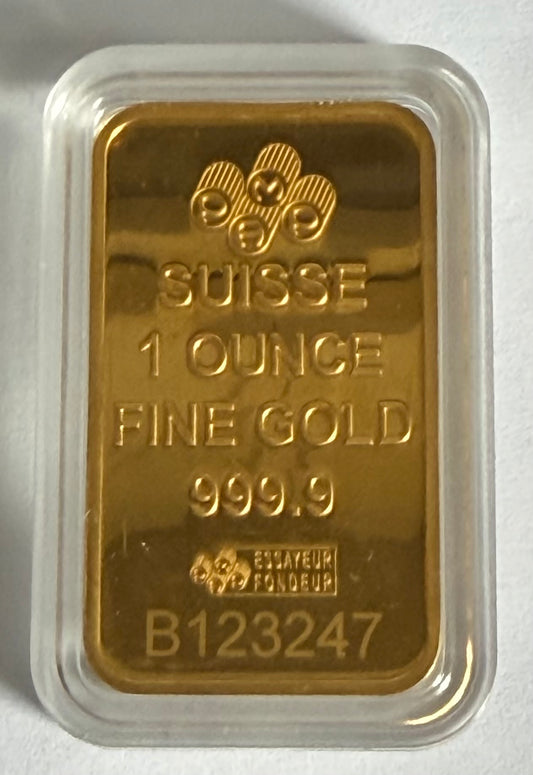 P M P
A
SUISSE
1 OUNCE
FINE GOLD
999.9
ESSAYEUR
FONDEUR
B123247